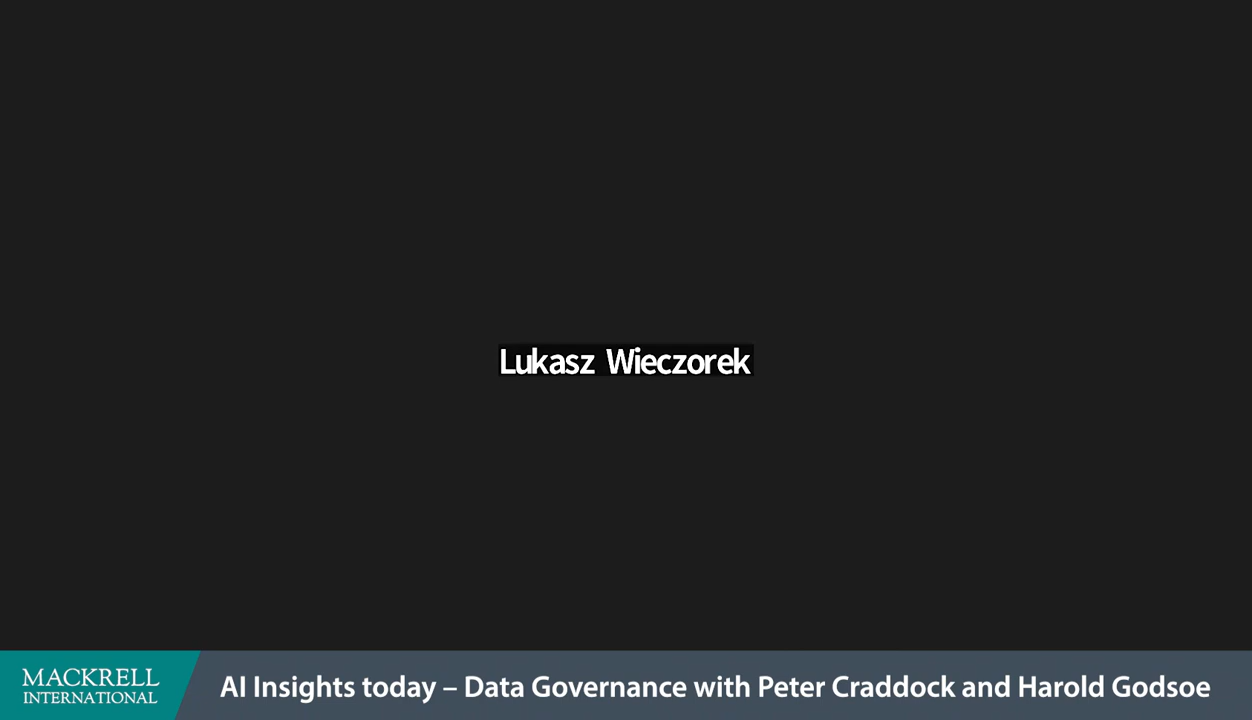 Lukasz Wieczorek
MACKRELL
INTERNATIONAL
AI Insights today – Data Governance with Peter Craddock and Harold Godsoe